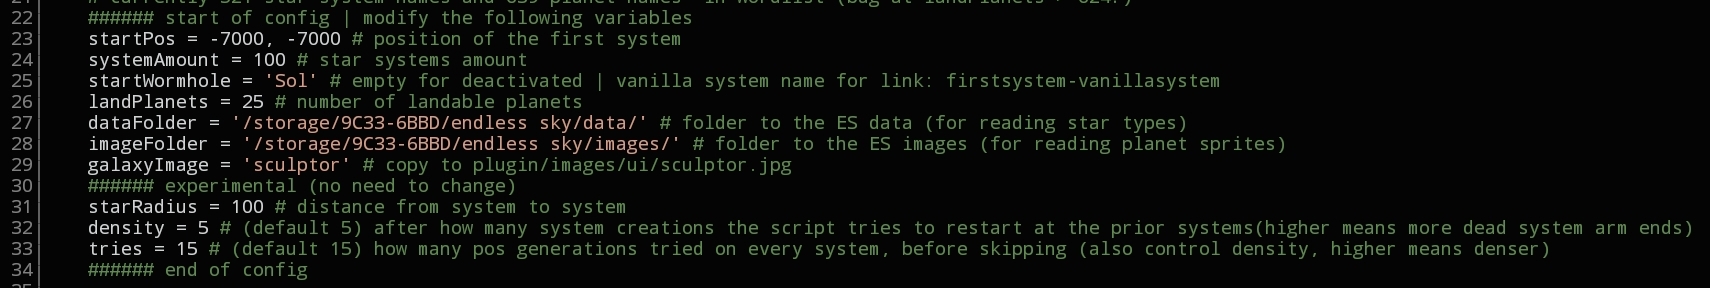 22 ###### start of config | modify the following variables
23 startPos = -7000, -7000 # position of the first system
24 systemAmount = 100 # star systems amount
25 startWormhole = 'Sol' # empty for deactivated | vanilla system name for link: firstsystem-vanillasystem
26 landPlanets = 25 # number of landable planets
27 dataFolder = '/storage/9C33-6BBD/endless sky/data/' # folder to the ES data (for reading star types)
28 imageFolder = '/storage/9C33-6BBD/endless sky/images/' # folder to the ES images (for reading planet sprites)
29 galaxyImage = 'sculptor' # copy to plugin/images/ui/sculptor.jpg
30 ###### experimental (no need to change)
31 starRadius = 100 # distance from system to system
32 density = 5 # (default 5) after how many system creations the script tries to restart at the prior systems(higher means more dead system arm ends)
33 tries = 15 # (default 15) how many pos generations tried on every system, before skipping (also control density, higher means denser)
34 ###### end of config